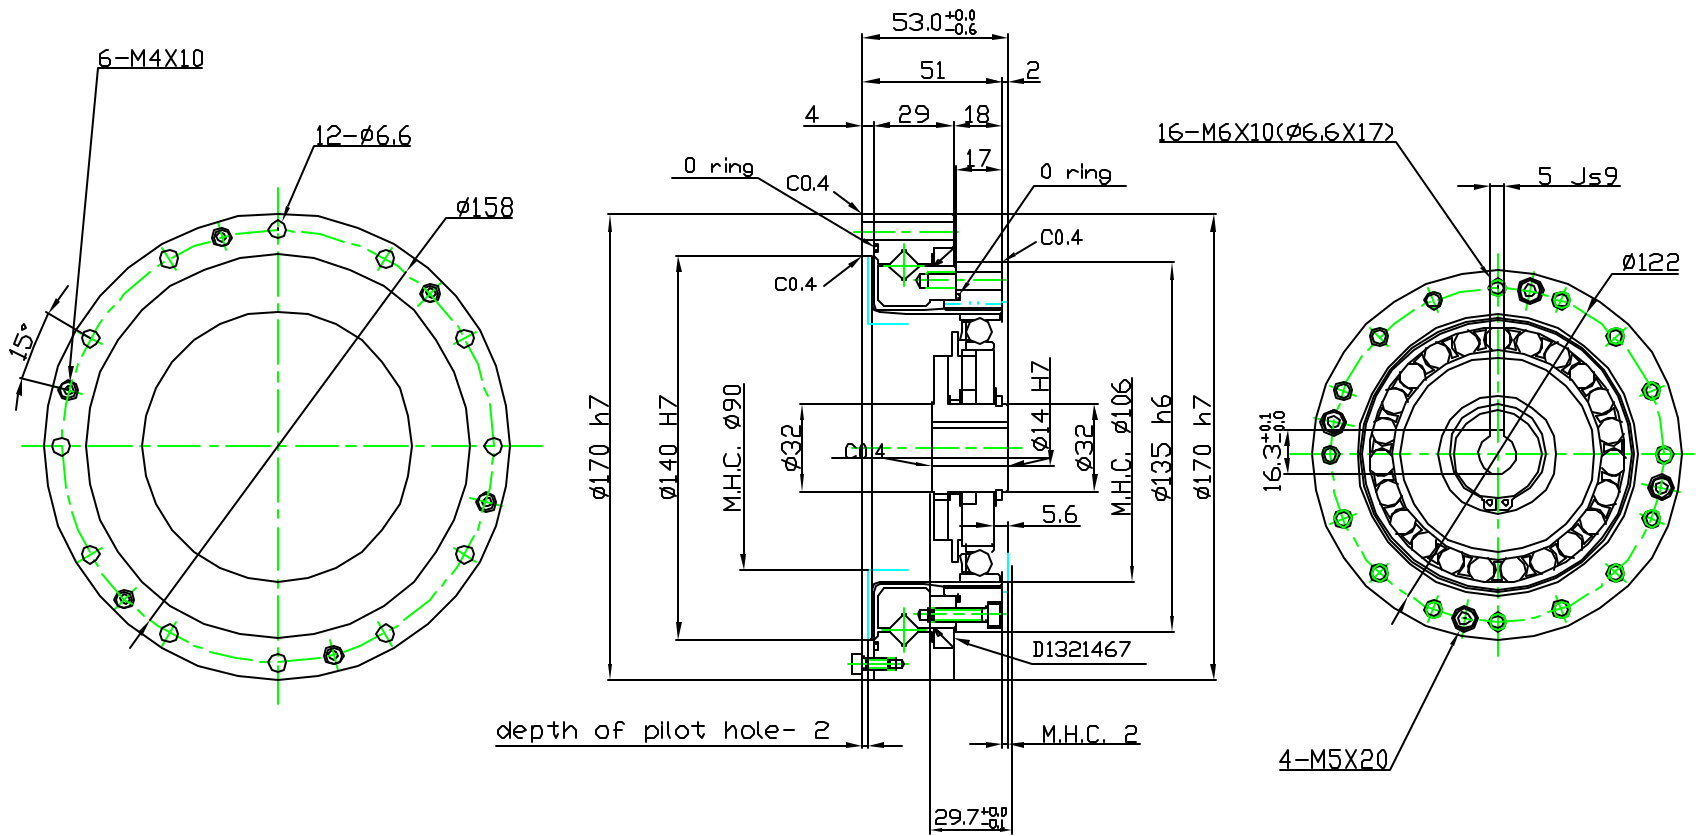 6-M4X10
12-Ø6.6
Ø158
15°
53.0 +0.0 -0.6
51
2
4
29
18
17
O ring
C0.4
O ring
C0.4
C0.4
C0.4
Ø170 h7
Ø140 H7
M.H.C. Ø90
Ø32
Ø14 H7
Ø32
M.H.C. Ø106
Ø135 h6
Ø170 h7
5.6
D1321467
depth of pilot hole- 2
M.H.C. 2
29.7 +0.0 -0.1
16-M6X10(Ø6.6X17)
5 Js9
Ø122
16.3 +0.1 -0.0
4-M5X20